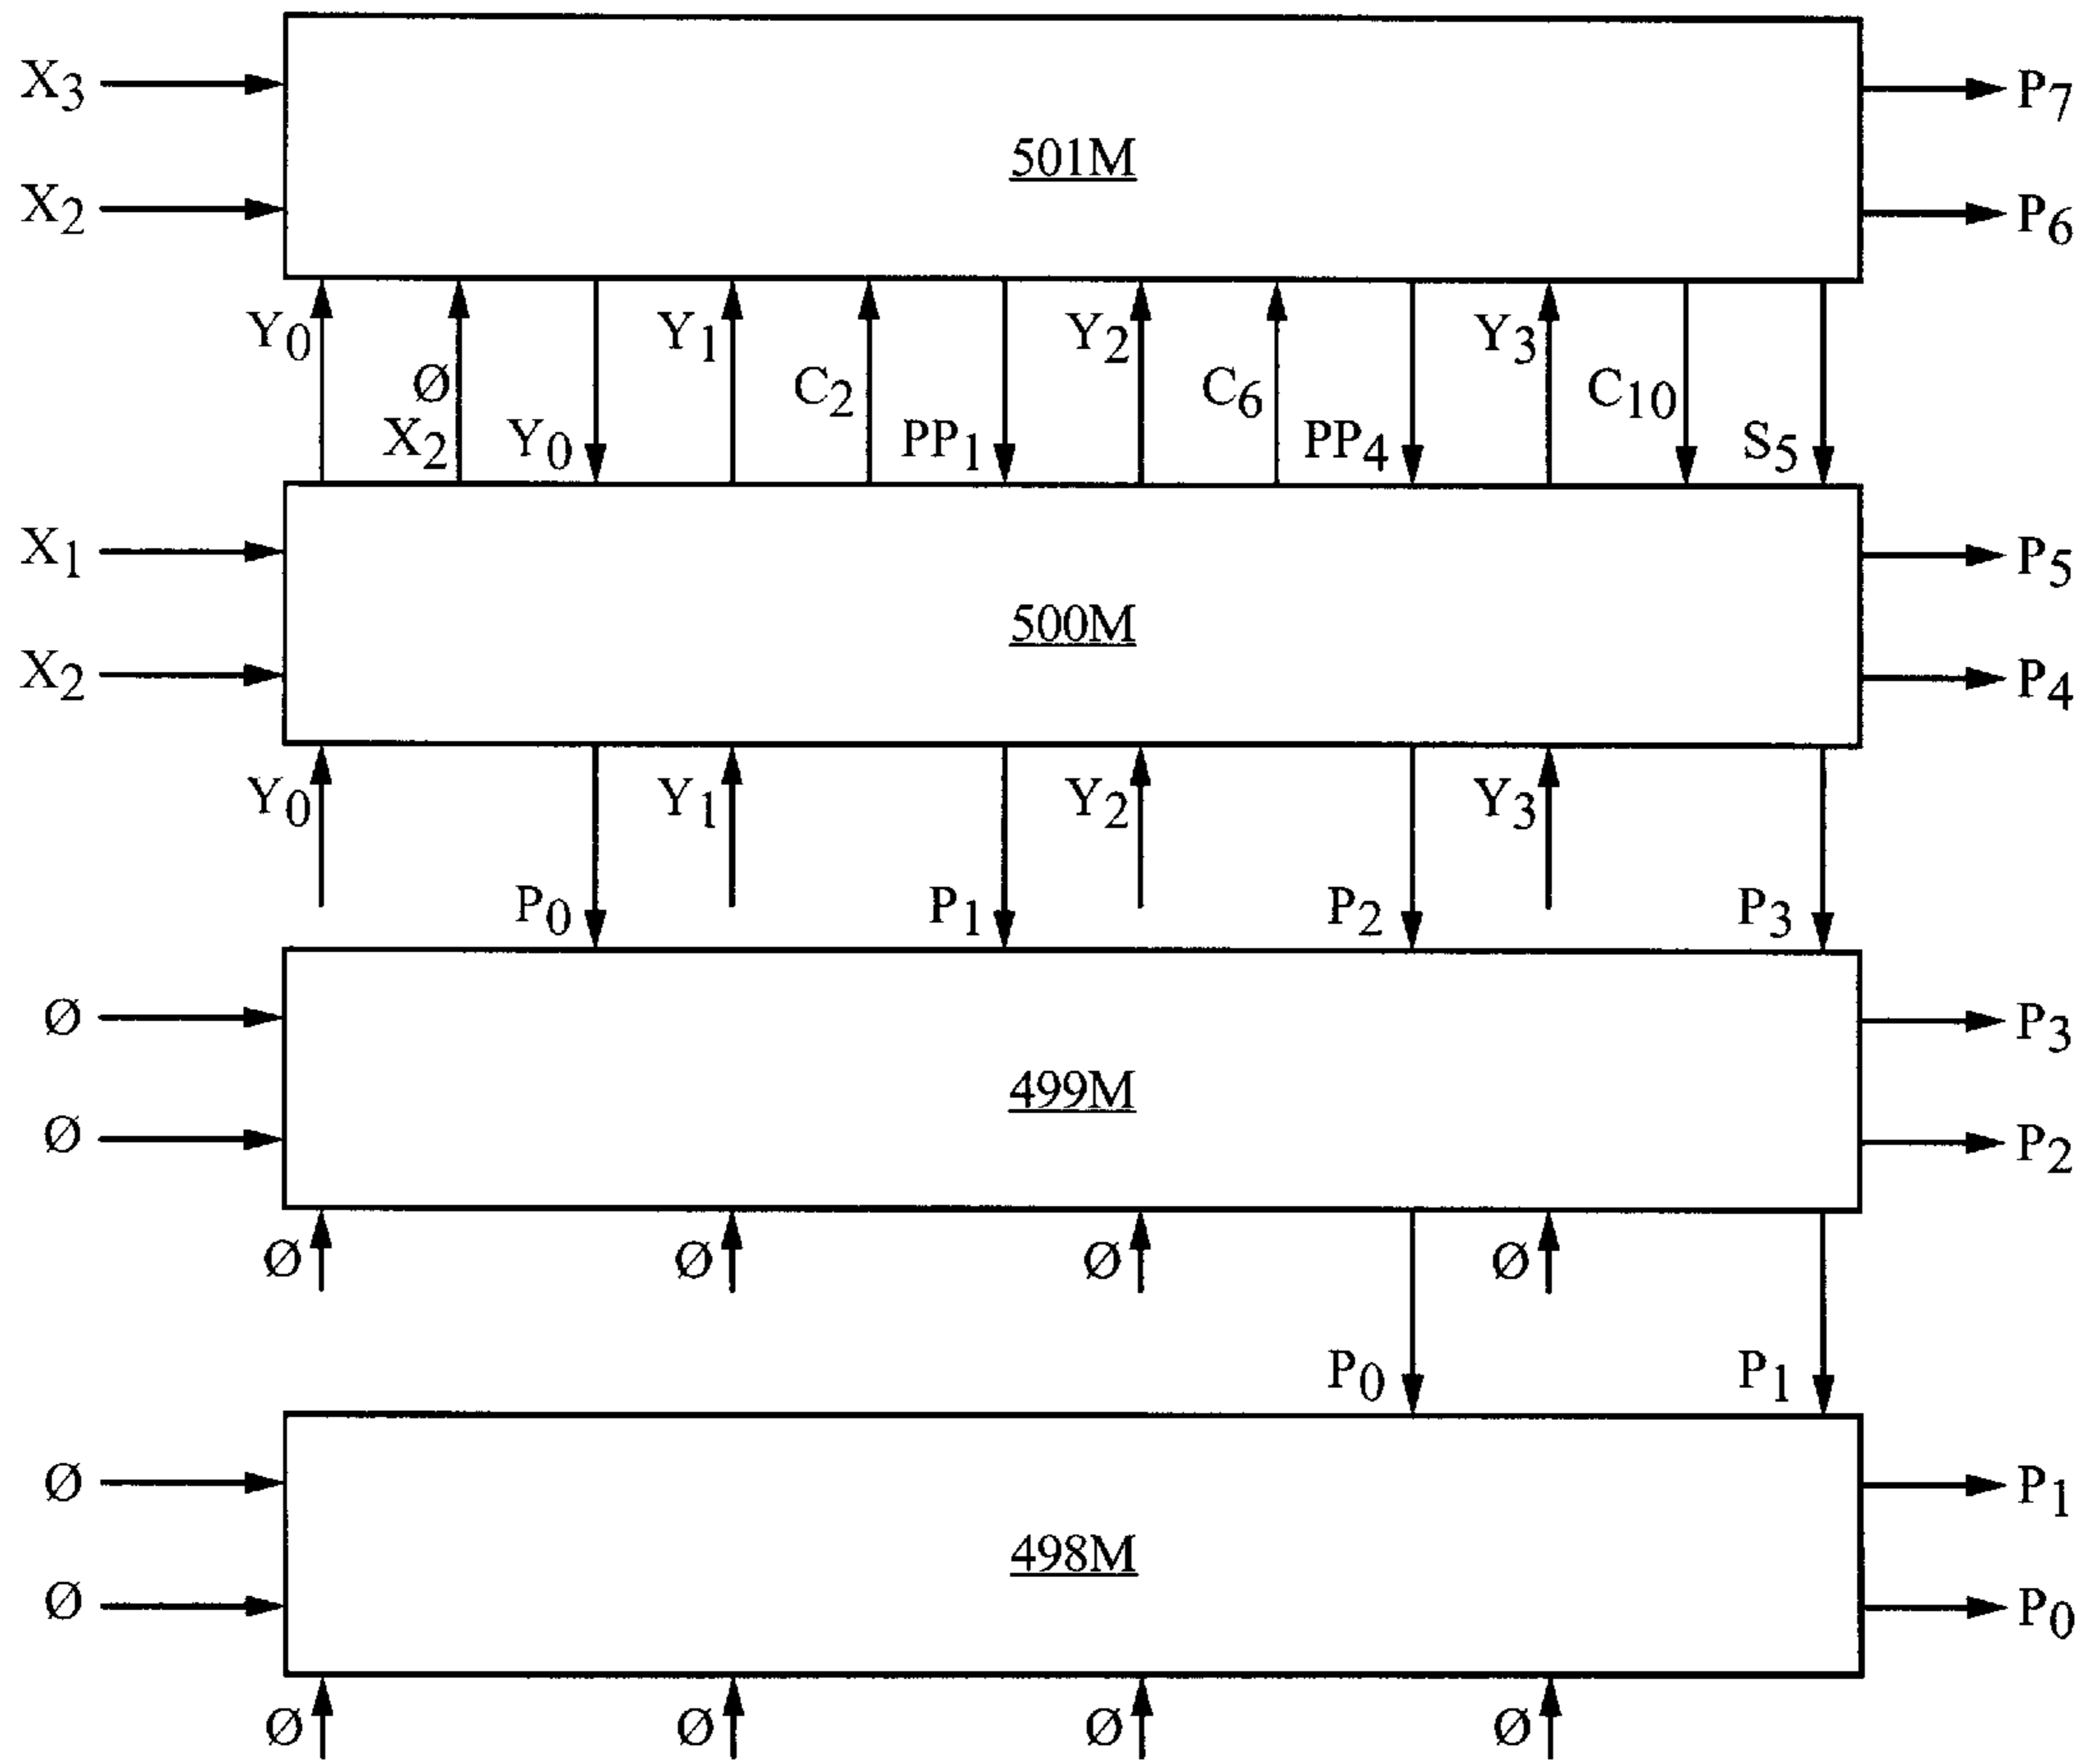 X3 P7
501M
X2 P6
Y0 Y1 Y2 Y3
Ø C2 C6 C10
X2 Y0 PP1 PP4 S5
X1 P5
500M
X2 P4
Y0 Y1 Y2 Y3
P0 P1 P2 P3
Ø P3
499M
Ø P2
Ø Ø Ø Ø
P0 P1
Ø P1
498M
Ø P0
Ø Ø Ø Ø